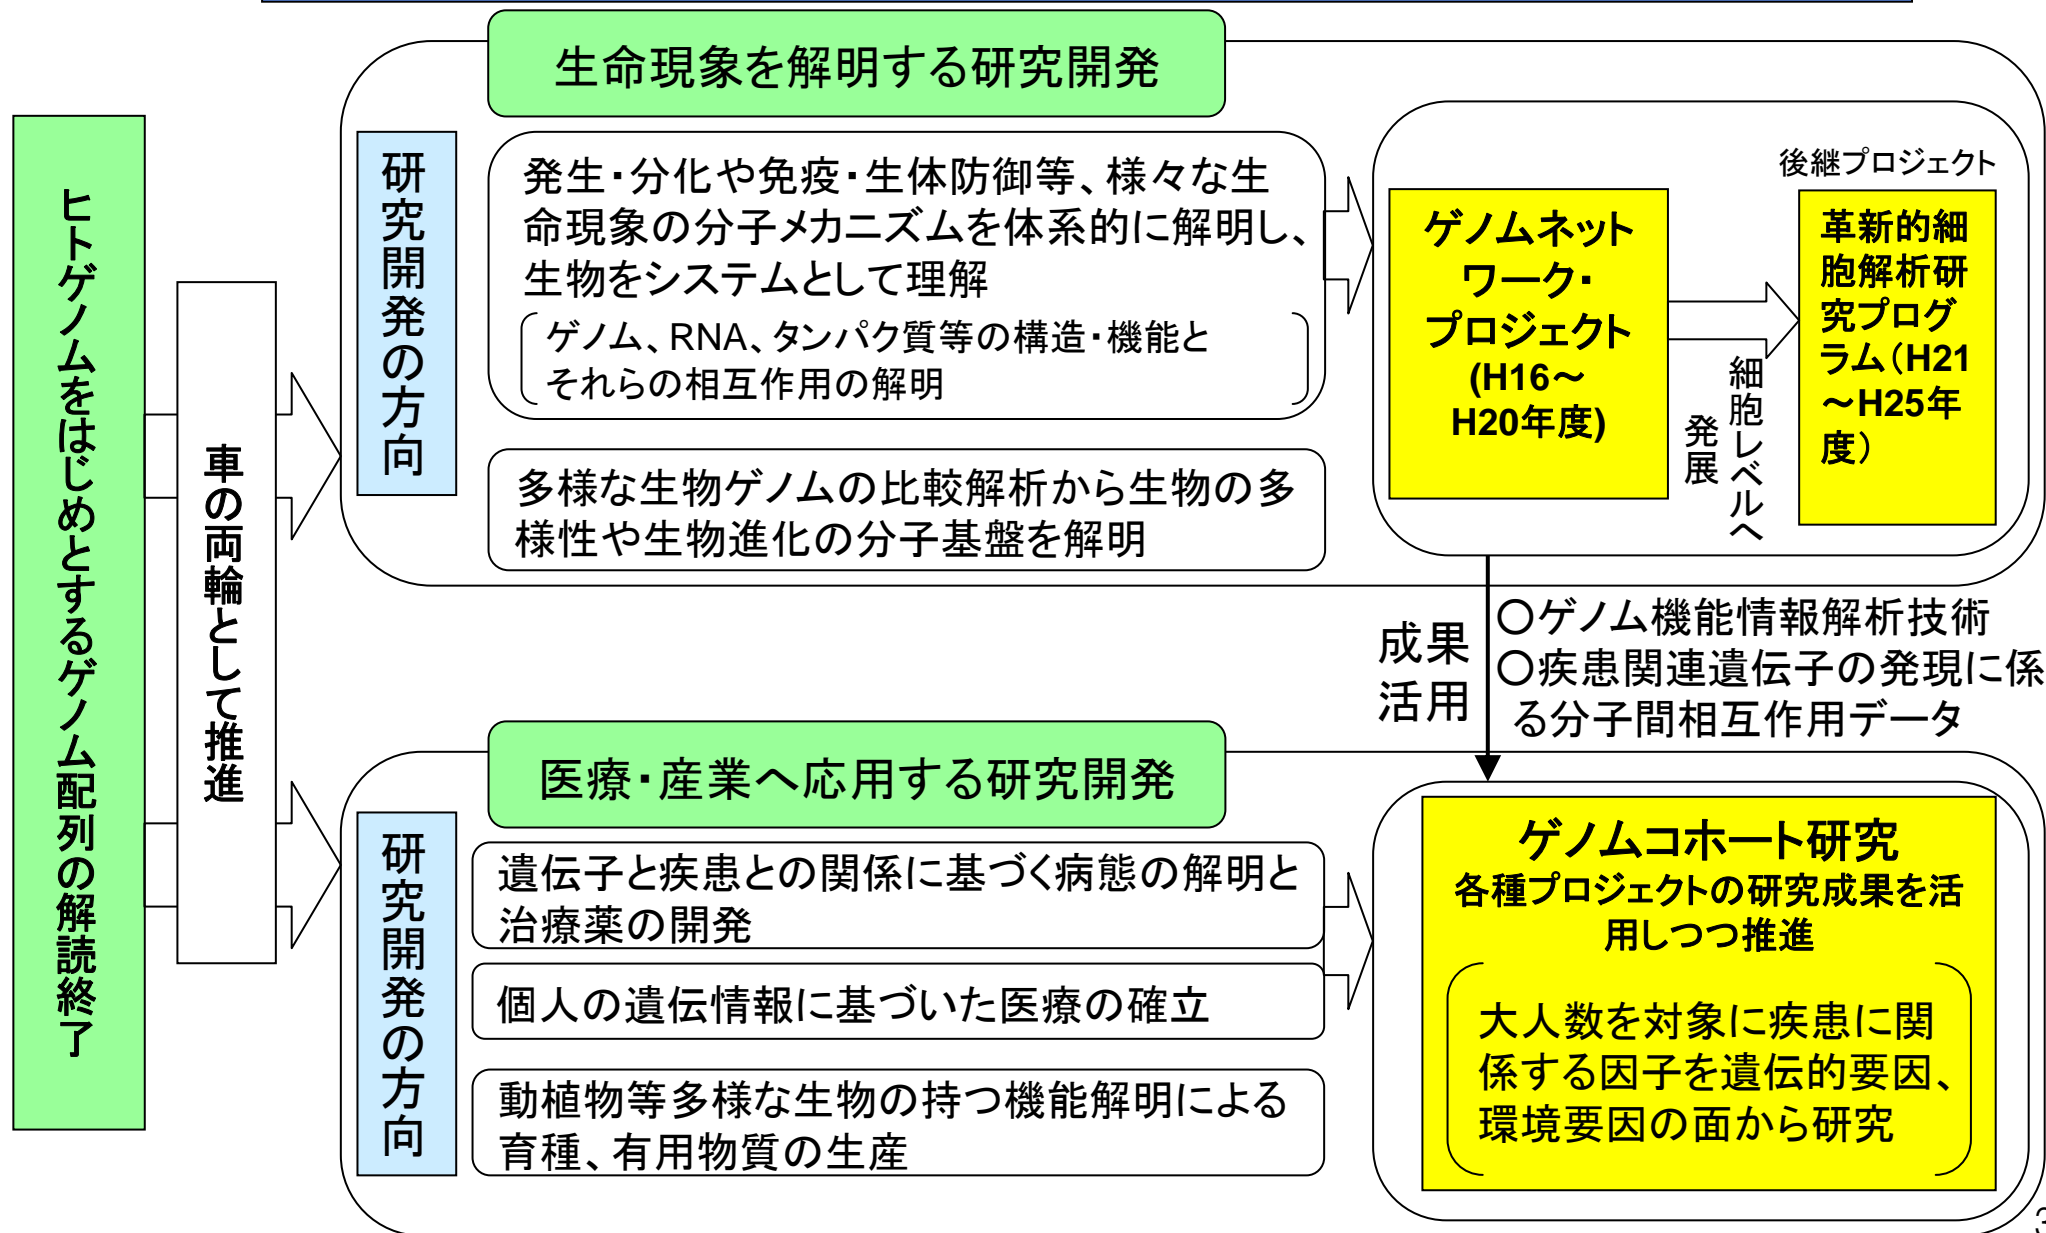 ヒトゲノムをはじめとするゲノム配列の解読終了
車の両輪として推進
生命現象を解明する研究開発
研究開発の方向
発生・分化や免疫・生体防御等、様々な生
命現象の分子メカニズムを体系的に解明し、
生物をシステムとして理解
ゲノム、RNA、タンパク質等の構造・機能と
それらの相互作用の解明
多様な生物ゲノムの比較解析から生物の多
様性や生物進化の分子基盤を解明
ゲノムネット
ワーク・
プロジェクト
(H16～
H20年度)
細胞レベルへ
発展
後継プロジェクト
革新的細
胞解析研
究プログ
ラム（H21
～H25年
度）
成果
活用
○ゲノム機能情報解析技術
○疾患関連遺伝子の発現に係
る分子間相互作用データ
医療・産業へ応用する研究開発
研究開発の方向
遺伝子と疾患との関係に基づく病態の解明と
治療薬の開発
個人の遺伝情報に基づいた医療の確立
動植物等多様な生物の持つ機能解明による
育種、有用物質の生産
ゲノムコホート研究
各種プロジェクトの研究成果を活
用しつつ推進
大人数を対象に疾患に関
係する因子を遺伝的要因、
環境要因の面から研究